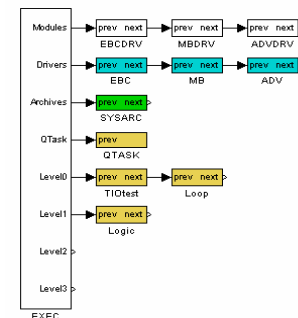 Modules prev next prev next prev next
EBCDRV MBDRV ADVDRV
Drivers prev next prev next prev next
EBC MB ADV
Archives prev next
SYSARC
QTask prev
QTASK
Level0 prev next prev next
TIOtest Loop
Level1 prev next
Logic
Level2
Level3
EXEC